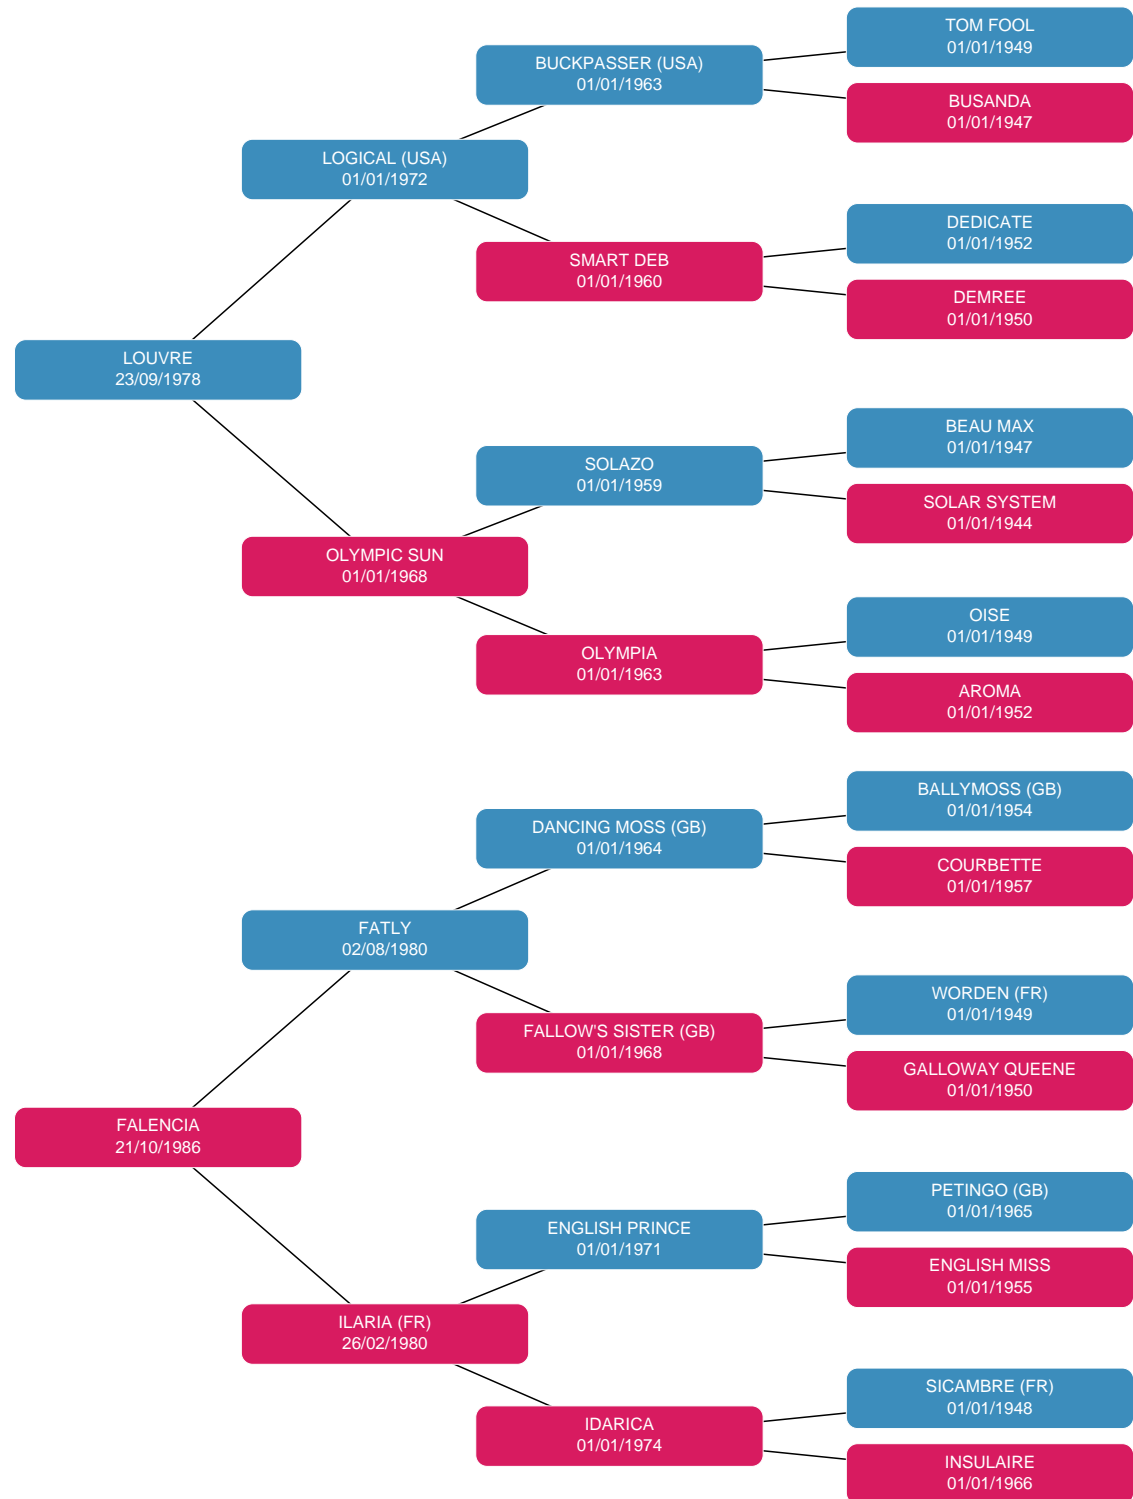 TOM FOOL
01/01/1949
BUCKPASSER (USA)
01/01/1963
BUSANDA
01/01/1947
LOGICAL (USA)
01/01/1972
DEDICATE
01/01/1952
SMART DEB
01/01/1960
DEMREE
01/01/1950
LOUVRE
23/09/1978
BEAU MAX
01/01/1947
SOLAZO
01/01/1959
SOLAR SYSTEM
01/01/1944
OLYMPIC SUN
01/01/1968
OISE
01/01/1949
OLYMPIA
01/01/1963
AROMA
01/01/1952
BALLYMOSS (GB)
01/01/1954
DANCING MOSS (GB)
01/01/1964
COURBETTE
01/01/1957
FATLY
02/08/1980
WORDEN (FR)
01/01/1949
FALLOW'S SISTER (GB)
01/01/1968
GALLOWAY QUEENE
01/01/1950
FALENCIA
21/10/1986
PETINGO (GB)
01/01/1965
ENGLISH PRINCE
01/01/1971
ENGLISH MISS
01/01/1955
ILARIA (FR)
26/02/1980
SICAMBRE (FR)
01/01/1948
IDARICA
01/01/1974
INSULAIRE
01/01/1966